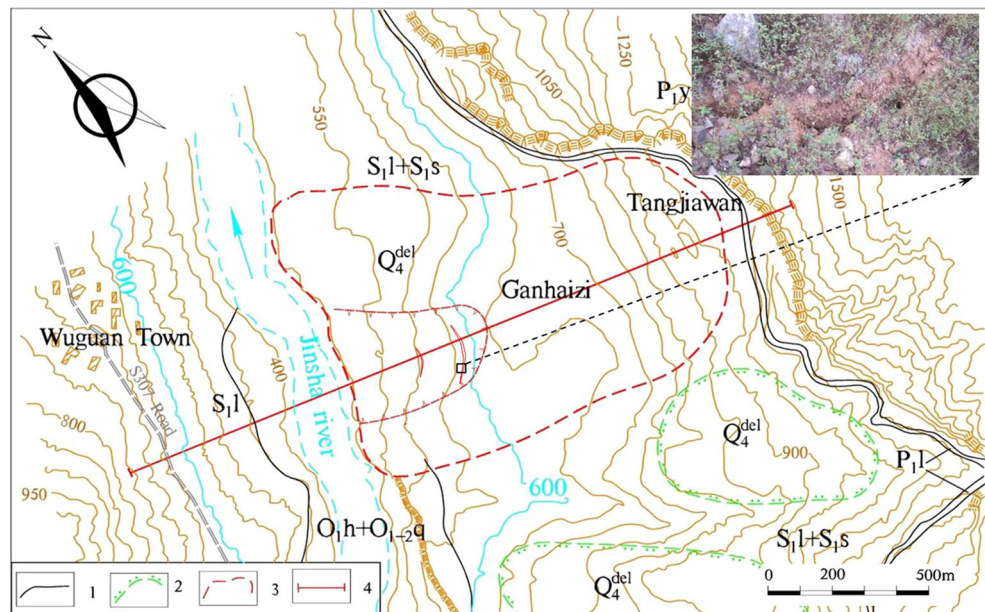 N
550
1050
1250
P₁y
S₁l+S₁s
Tangjiawan
1500
700
Q₄ᵈᵉˡ
600
Ganhaizi
Wuguan Town
S307 Road
Jinsha river
400
S₁l
800
Q₄ᵈᵉˡ
900
P₁l
950
600
O₁h+O₁₋₂q
S₁l+S₁s
Q₄ᵈᵉˡ
1 2 3 4
0 200 500m